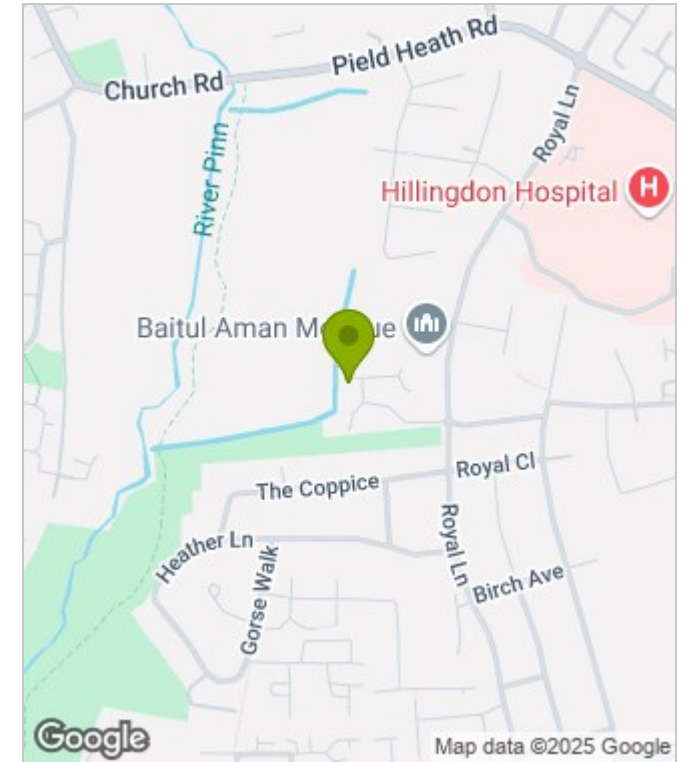 Church Rd
Pield Heath Rd
Royal Ln
River Pinn
Hillingdon Hospital
H
Baitul Aman M ue
The Coppice
Royal Cl
Heather Ln
Gorse Walk
Royal Ln
Birch Ave
Google
Map data ©2025 Google